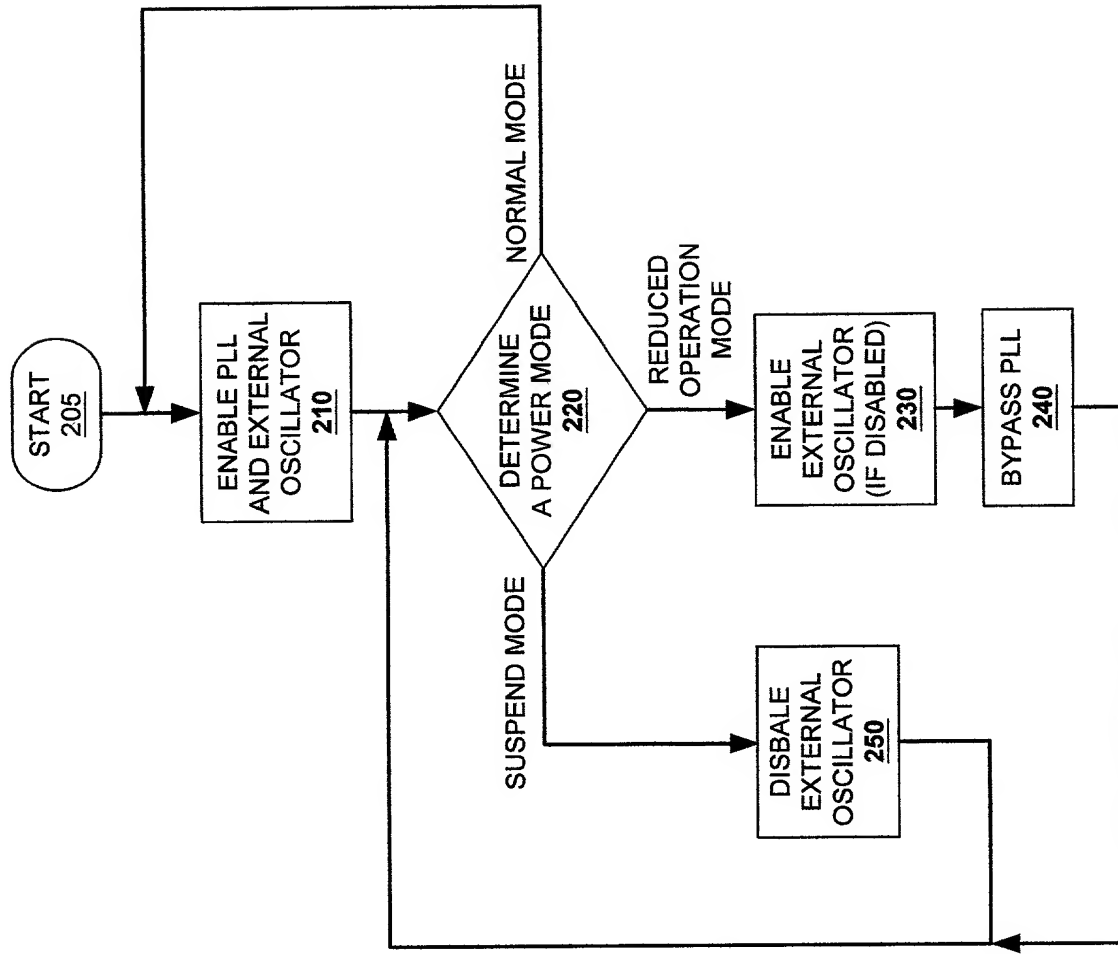 START
205
ENABLE PLL
AND EXTERNAL
OSCILLATOR
210
NORMAL MODE
DETERMINE
A POWER MODE
220
SUSPEND MODE
REDUCED
OPERATION
MODE
ENABLE
EXTERNAL
OSCILLATOR
(IF DISABLED)
230
BYPASS PLL
240
DISBALE
EXTERNAL
OSCILLATOR
250